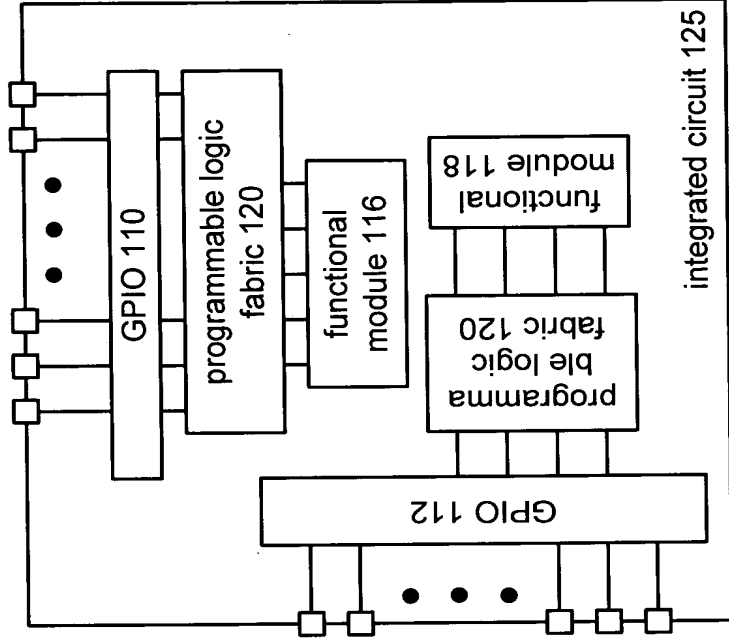 GPIO 110
programmable logic
fabric 120
functional
module 116
functional
module 118
programma
ble logic
fabric 120
GPIO 112
integrated circuit 125